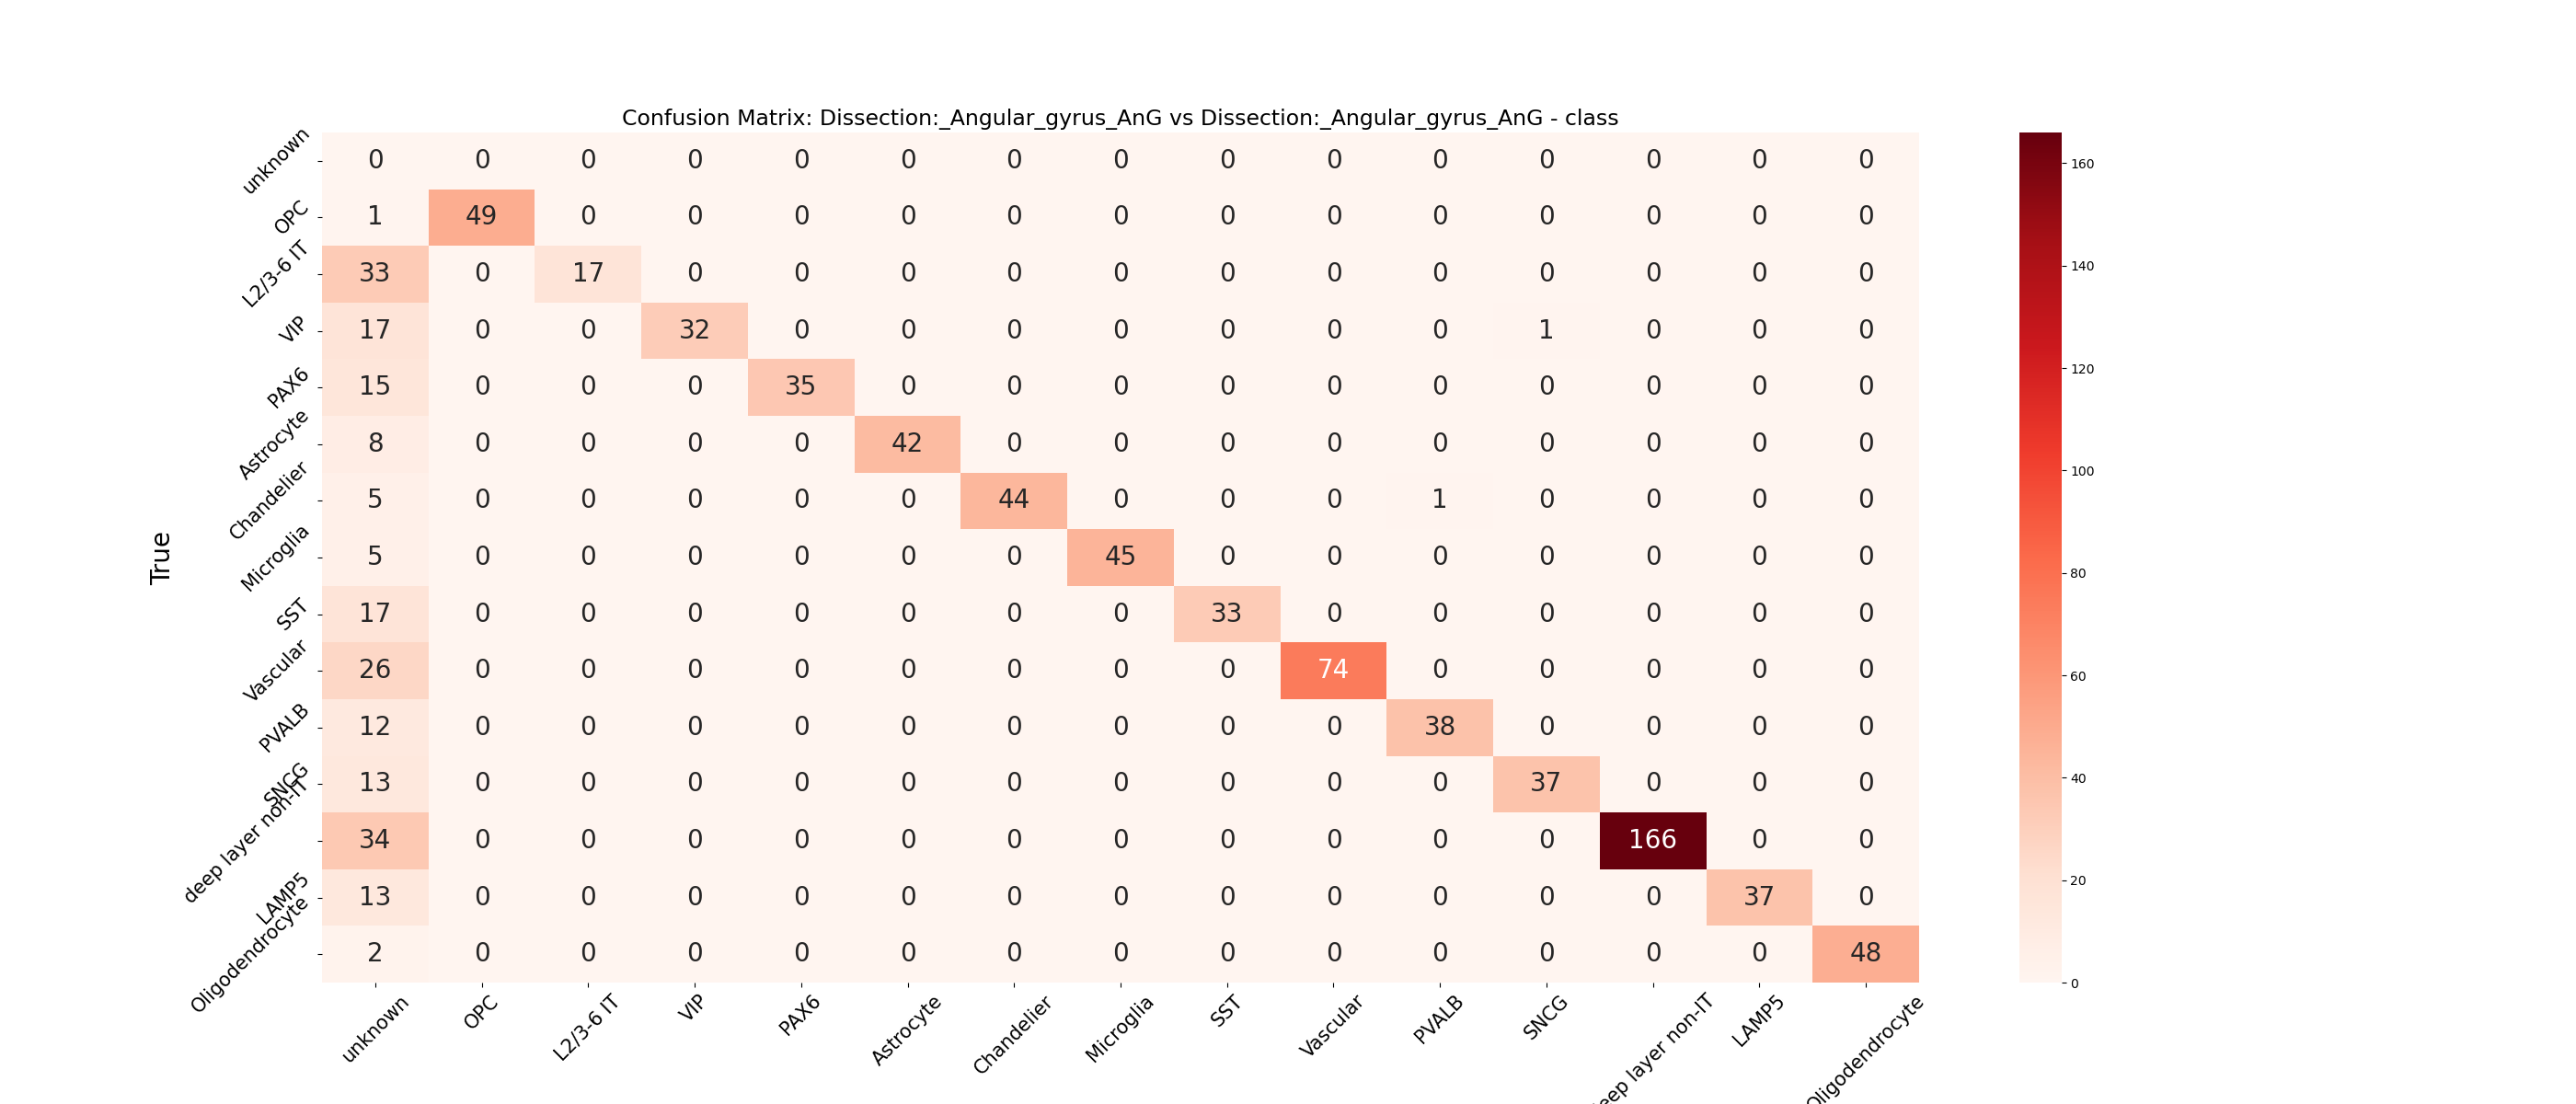 Confusion Matrix: Dissection:_Angular_gyrus_AnG vs Dissection:_Angular_gyrus_AnG - class
True
unknown 0 0 0 0 0 0 0 0 0 0 0 0 0 0 0
OPC 1 49 0 0 0 0 0 0 0 0 0 0 0 0 0
L2/3-6 IT 33 0 17 0 0 0 0 0 0 0 0 0 0 0 0
VIP 17 0 0 32 0 0 0 0 0 0 0 1 0 0 0
PAX6 15 0 0 0 35 0 0 0 0 0 0 0 0 0 0
Astrocyte 8 0 0 0 0 42 0 0 0 0 0 0 0 0 0
Chandelier 5 0 0 0 0 0 44 0 0 0 1 0 0 0 0
Microglia 5 0 0 0 0 0 0 45 0 0 0 0 0 0 0
SST 17 0 0 0 0 0 0 0 33 0 0 0 0 0 0
Vascular 26 0 0 0 0 0 0 0 0 74 0 0 0 0 0
PVALB 12 0 0 0 0 0 0 0 0 0 38 0 0 0 0
SNCG 13 0 0 0 0 0 0 0 0 0 0 37 0 0 0
deep layer non-IT 34 0 0 0 0 0 0 0 0 0 0 0 166 0 0
LAMP5 13 0 0 0 0 0 0 0 0 0 0 0 0 37 0
Oligodendrocyte 2 0 0 0 0 0 0 0 0 0 0 0 0 0 48
unknown OPC L2/3-6 IT VIP PAX6 Astrocyte Chandelier Microglia SST Vascular PVALB SNCG layer non-IT LAMP5 Oligodendrocyte
160
140
120
100
80
60
40
20
0